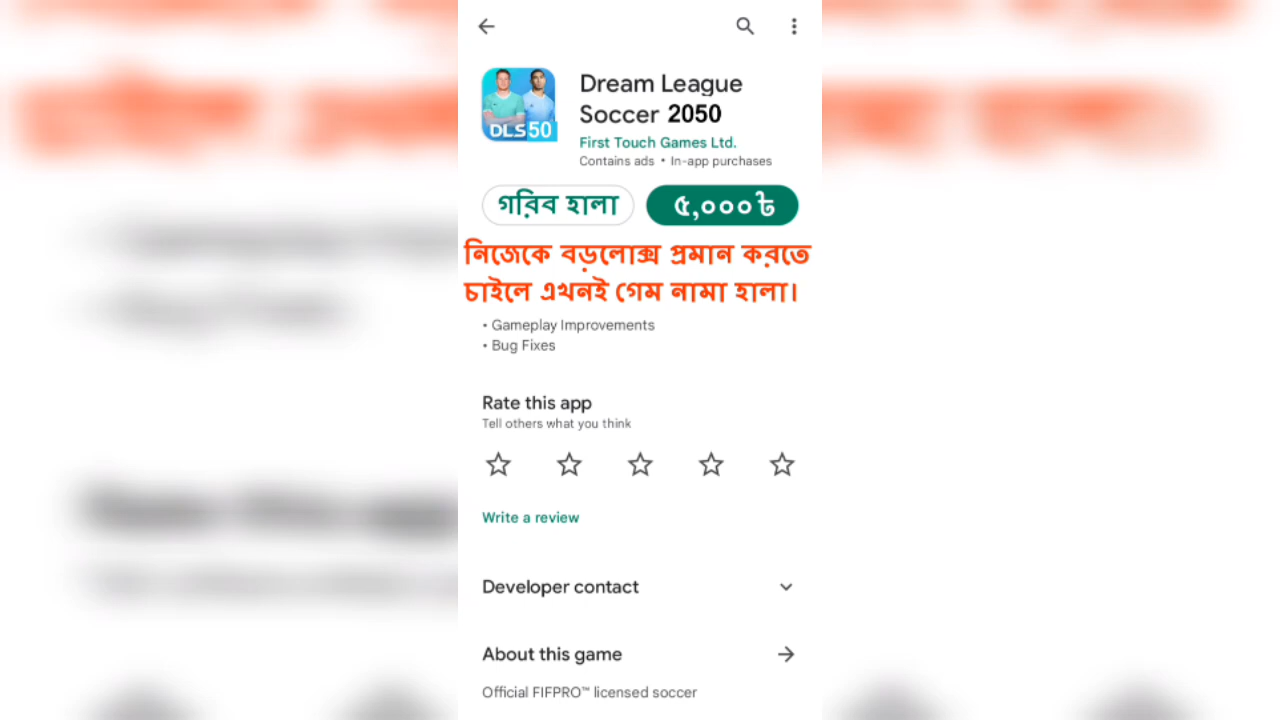 Dream League
Soccer 2050
DLS 50
First Touch Games Ltd.
Contains ads • In-app purchases
গরিব হালা
৫,০০০৳
নিজেকে বড়লোক্স প্রমান করতে
চাইলে এখনই গেম নামা হালা।
• Gameplay Improvements
• Bug Fixes
Rate this app
Tell others what you think
Write a review
Developer contact
About this game
Official FIFPRO™ licensed soccer